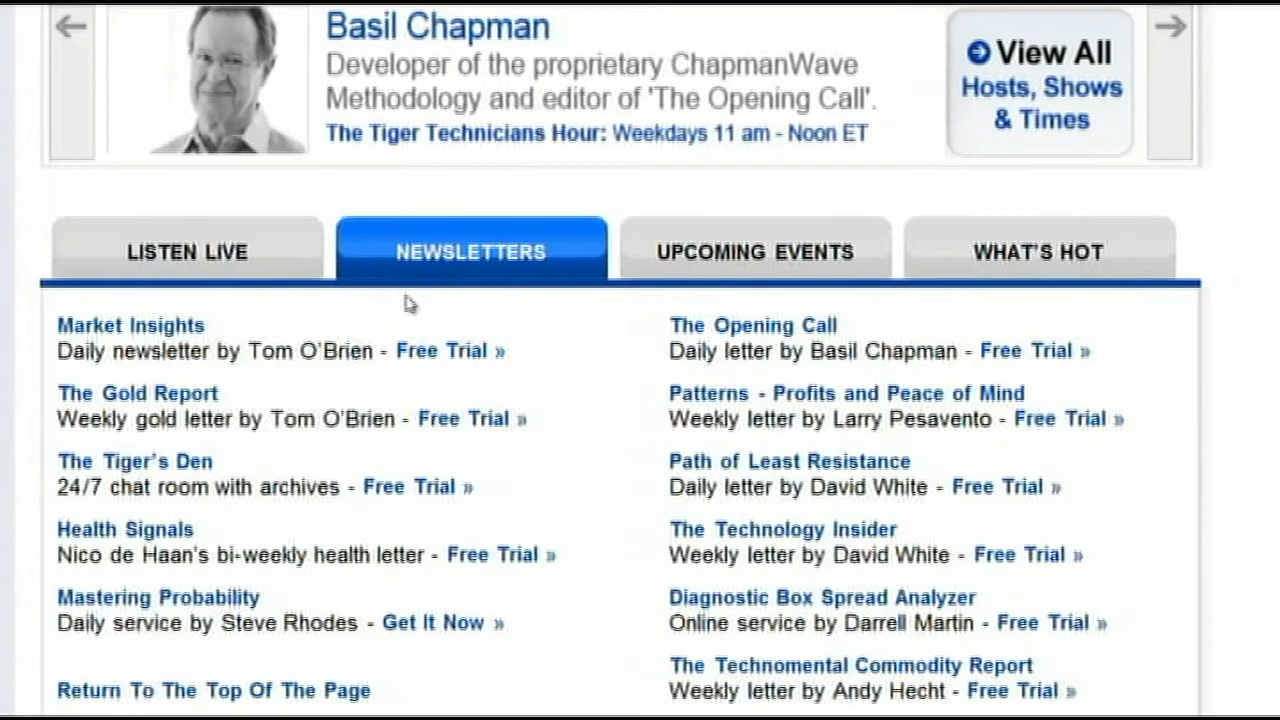 Basil Chapman
Developer of the proprietary ChapmanWave
Methodology and editor of 'The Opening Call'.
The Tiger Technicians Hour: Weekdays 11 am - Noon ET
View All
Hosts, Shows
& Times
LISTEN LIVE
NEWSLETTERS
UPCOMING EVENTS
WHAT'S HOT
Market Insights
Daily newsletter by Tom O'Brien - Free Trial »
The Gold Report
Weekly gold letter by Tom O'Brien - Free Trial »
The Tiger's Den
24/7 chat room with archives - Free Trial »
Health Signals
Nico de Haan's bi-weekly health letter - Free Trial »
Mastering Probability
Daily service by Steve Rhodes - Get It Now »
Return To The Top Of The Page
The Opening Call
Daily letter by Basil Chapman - Free Trial »
Patterns - Profits and Peace of Mind
Weekly letter by Larry Pesavento - Free Trial »
Path of Least Resistance
Daily letter by David White - Free Trial »
The Technology Insider
Weekly letter by David White - Free Trial »
Diagnostic Box Spread Analyzer
Online service by Darrell Martin - Free Trial »
The Technomental Commodity Report
Weekly letter by Andy Hecht - Free Trial »